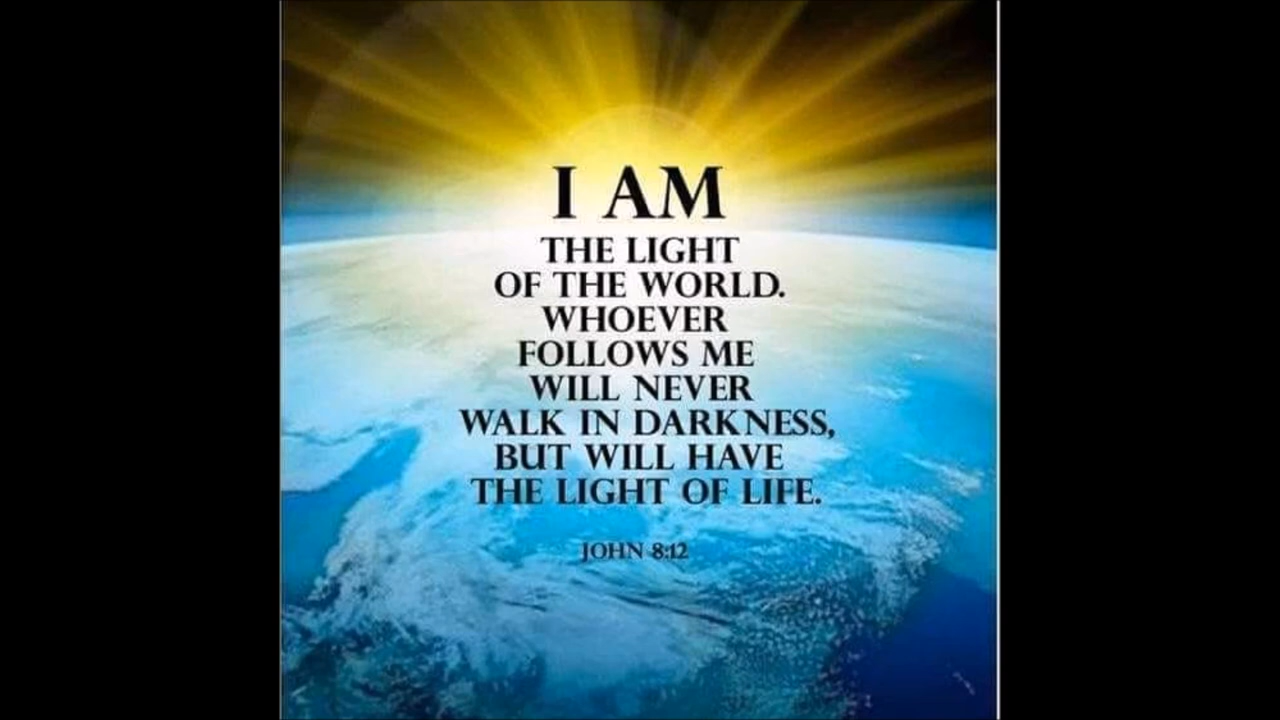 I AM
THE LIGHT
OF THE WORLD.
WHOEVER
FOLLOWS ME
WILL NEVER
WALK IN DARKNESS,
BUT WILL HAVE
THE LIGHT OF LIFE.
JOHN 8:12